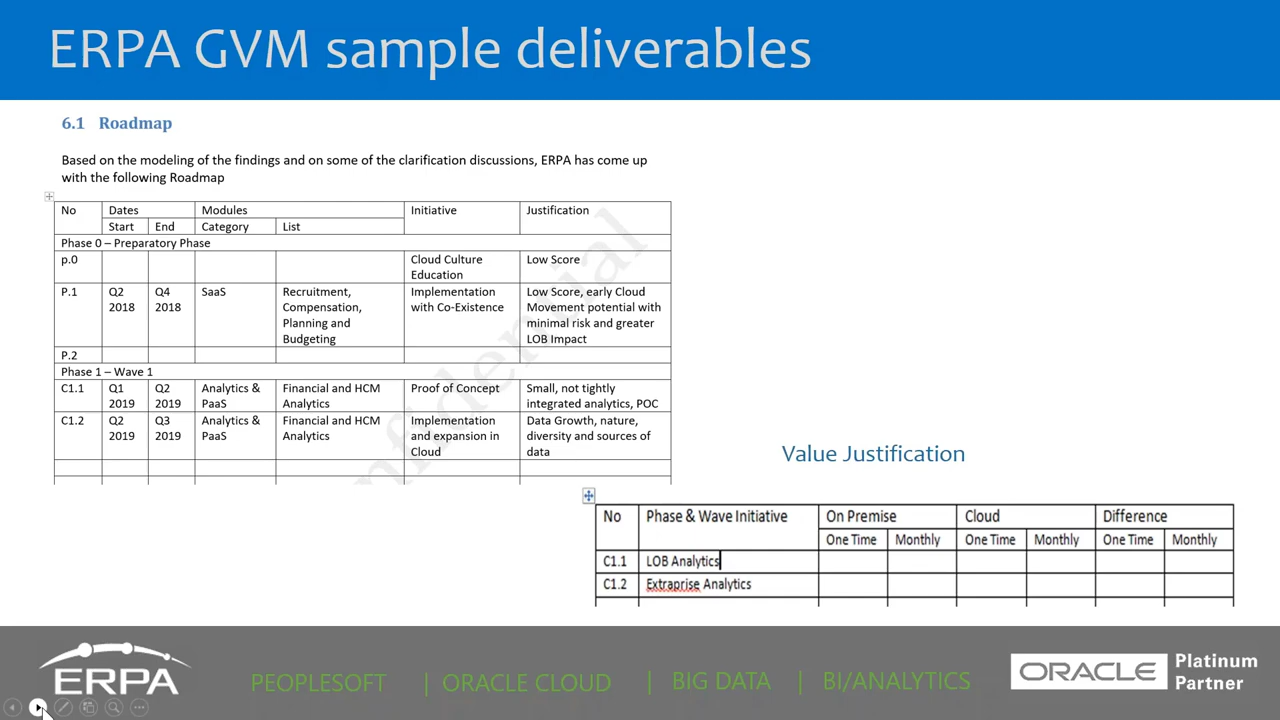 ERPA GVM sample deliverables
6.1 Roadmap
Based on the modeling of the findings and on some of the clarification discussions, ERPA has come up
with the following Roadmap
No Dates Modules Initiative Justification
Start End Category List
Phase 0 – Preparatory Phase
p.0 Cloud Culture Low Score
Education
P.1 Q2 Q4 SaaS Recruitment, Implementation Low Score, early Cloud
2018 2018 Compensation, with Co-Existence Movement potential with
Planning and minimal risk and greater
Budgeting LOB Impact
P.2
Phase 1 – Wave 1
C1.1 Q1 Q2 Analytics & Financial and HCM Proof of Concept Small, not tightly
2019 2019 PaaS Analytics integrated analytics, POC
C1.2 Q2 Q3 Analytics & Financial and HCM Implementation Data Growth, nature,
2019 2019 PaaS Analytics and expansion in diversity and sources of
Cloud data
nfidential
Value Justification
No Phase & Wave Initiative On Premise Cloud Difference
One Time Monthly One Time Monthly One Time Monthly
C1.1 LOB Analytics
C1.2 Extraprise Analytics
ERPA
PEOPLESOFT | ORACLE CLOUD | BIG DATA | BI/ANALYTICS
ORACLE Platinum
Partner